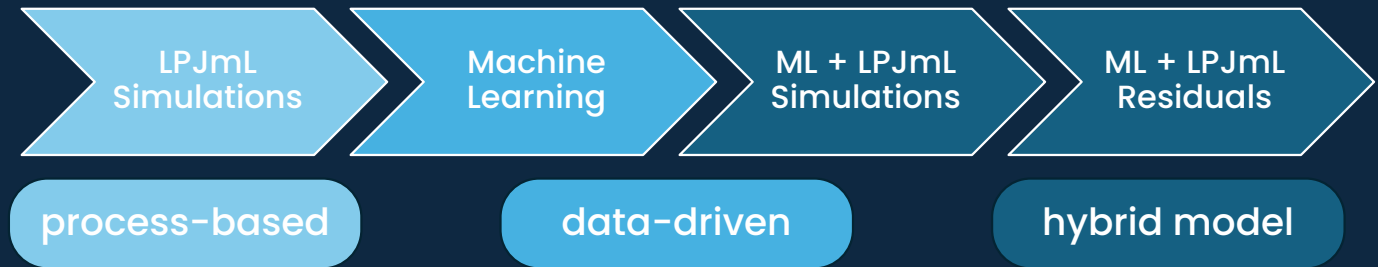 LPJmL
Simulations
Machine
Learning
ML + LPJmL
Simulations
ML + LPJmL
Residuals
process-based
data-driven
hybrid model